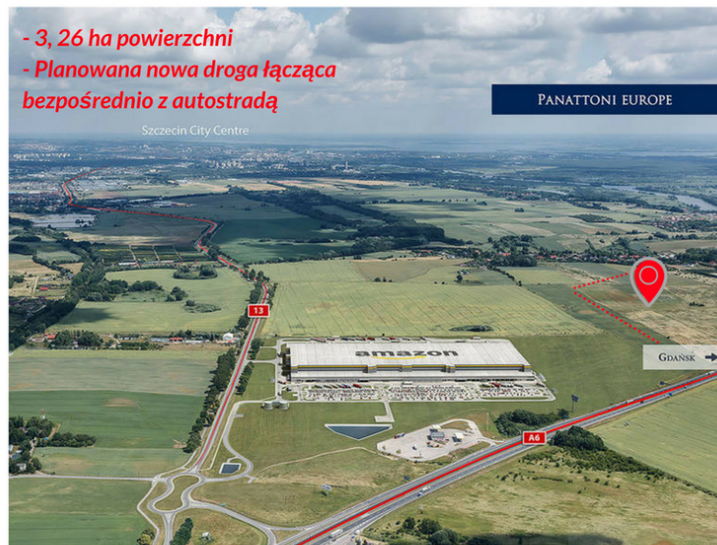 - 3, 26 ha powierzchni
- Planowana nowa droga łącząca
bezpośrednio z autostradą
PANATTONI EUROPE
Szczecin City Centre
13
GDAŃSK
amazon
A6